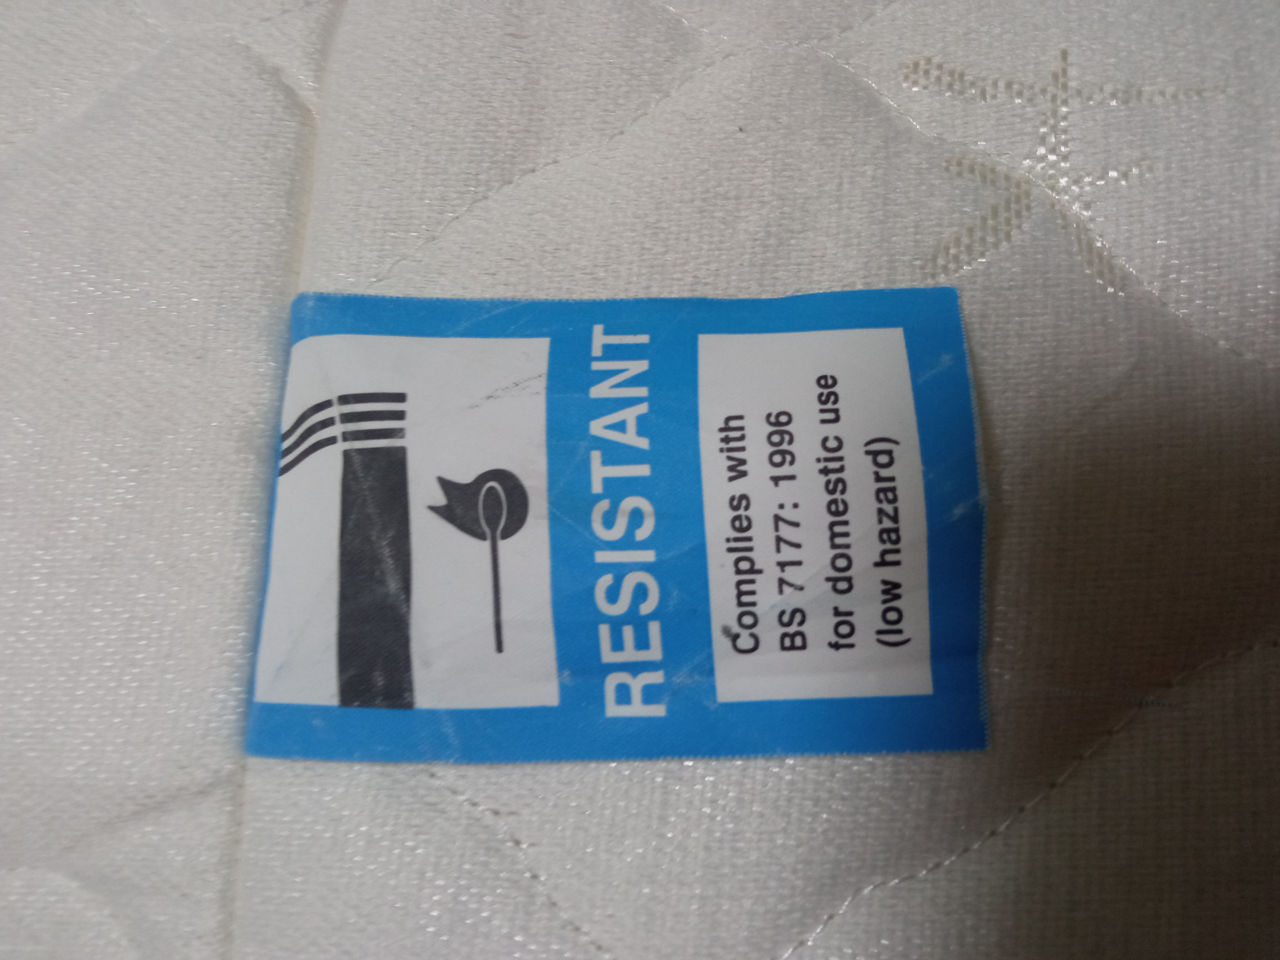 RESISTANT
Complies with
BS 7177: 1996
for domestic use
(low hazard)